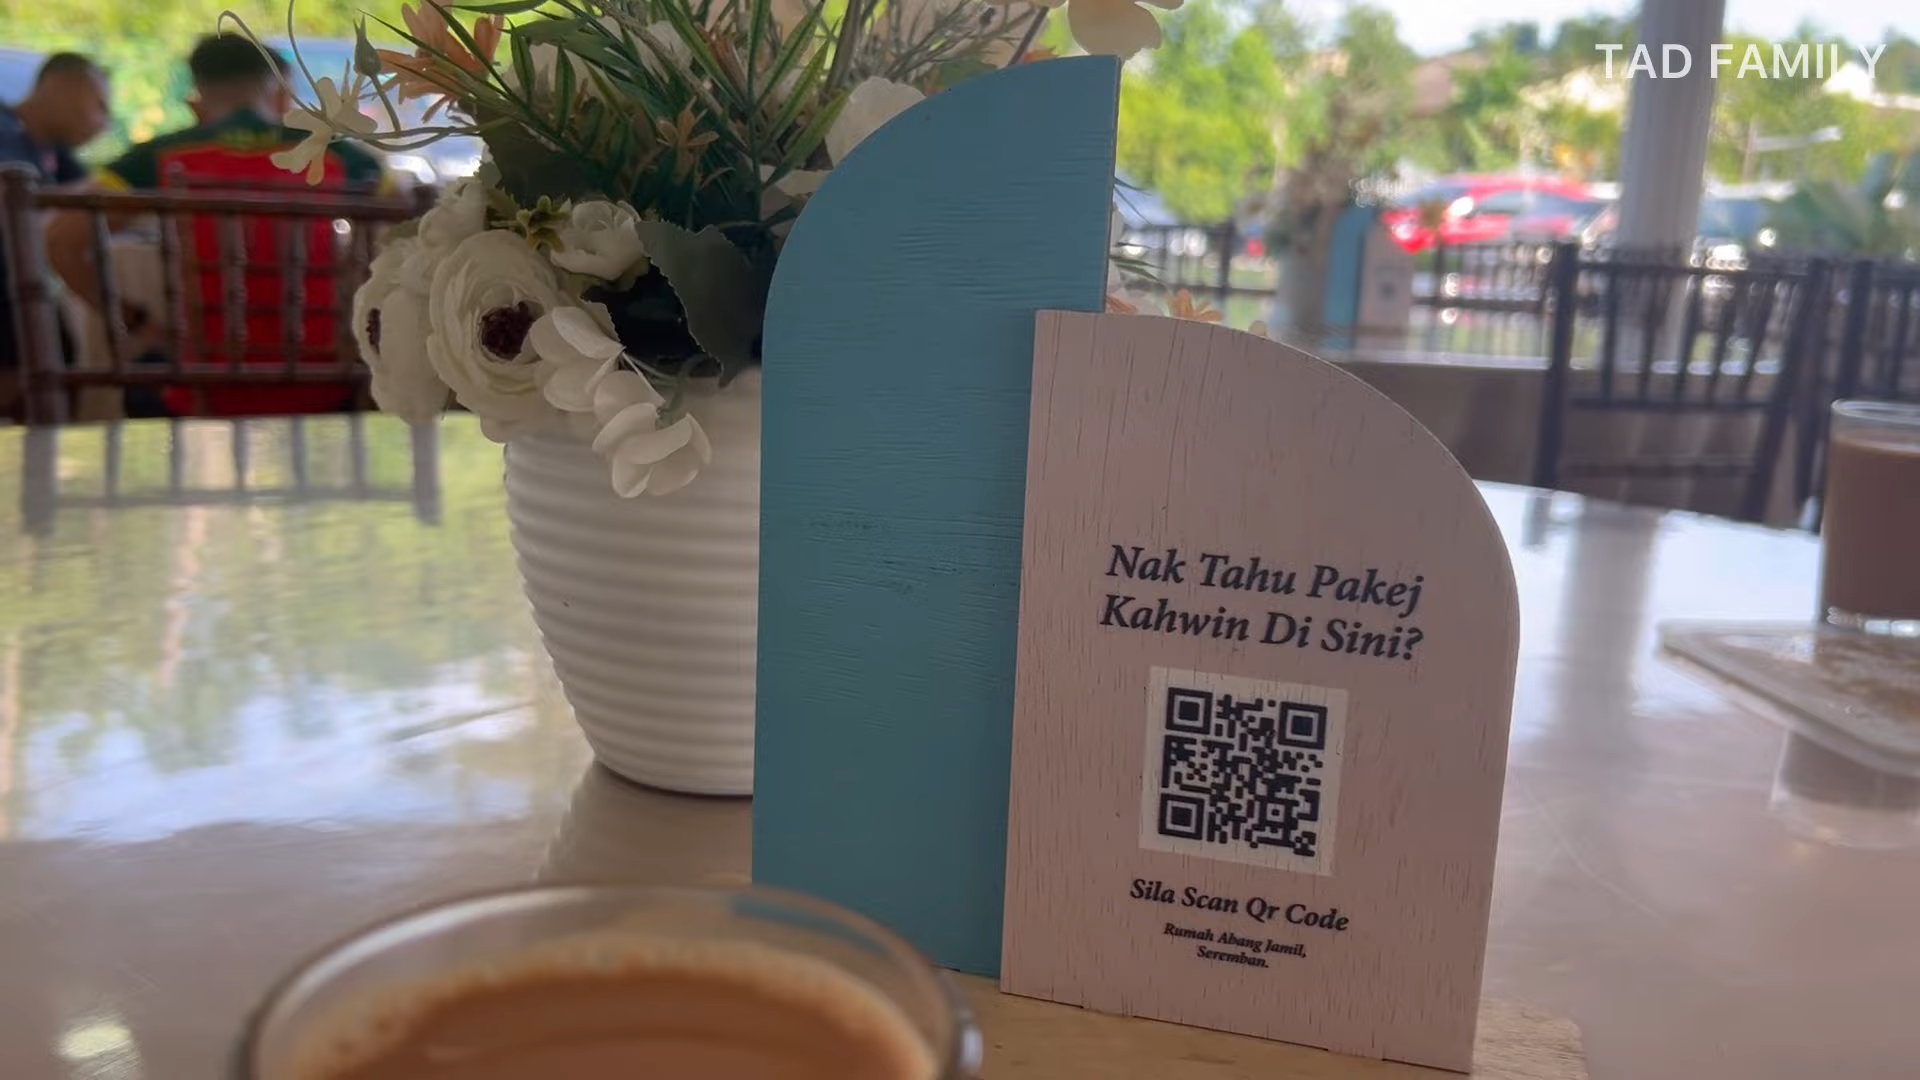 TAD FAMILY
Nak Tahu Pakej
Kahwin Di Sini?
Sila Scan Qr Code
Rumah Abang Jamil,
Seremban.